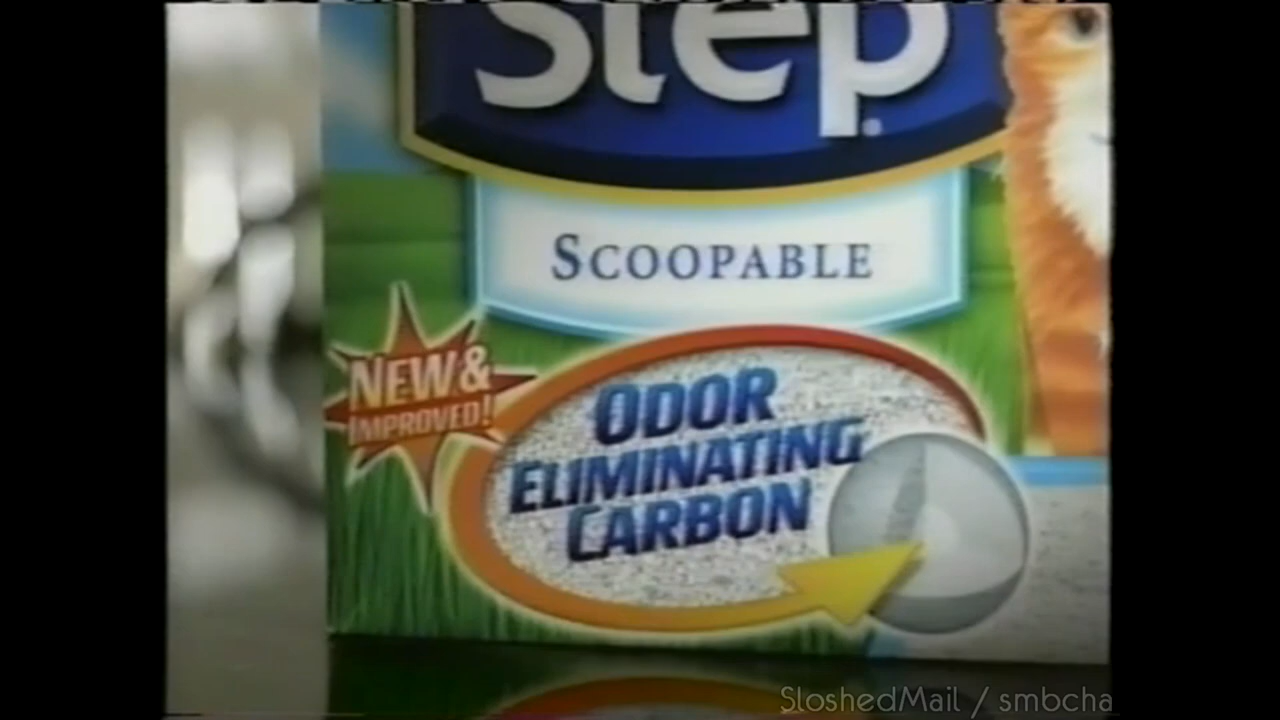 Step®
SCOOPABLE
NEW &
IMPROVED!
ODOR
ELIMINATING
CARBON
SloshedMail / smbcha